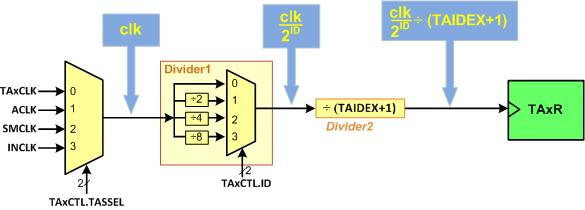 clk
clk
2^ID
clk
2^ID ÷ (TAIDEX+1)
Divider1
TAxCLK
ACLK
SMCLK
INCLK
0
1
2
3
÷2
÷4
÷8
0
1
2
3
÷ (TAIDEX+1)
Divider2
TAxR
2
TAxCTL.TASSEL
2
TAxCTL.ID